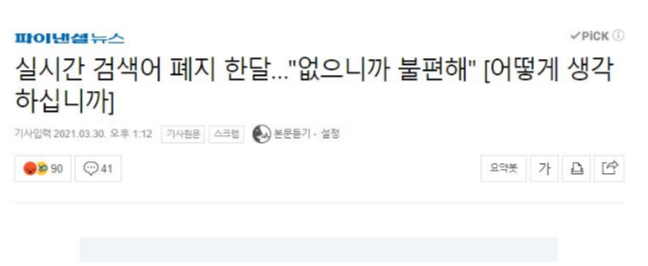 파이낸셜뉴스
✓PiCK ⓘ
실시간 검색어 폐지 한달..."없으니까 불편해" [어떻게 생각
하십니까]
기사입력 2021.03.30. 오후 1:12 기사원문 스크랩 본문듣기 · 설정
90 41 요약봇 가